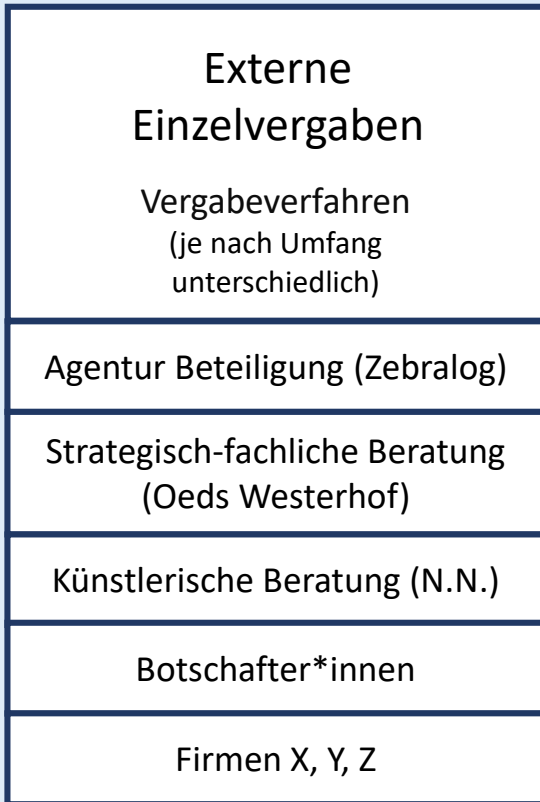 Externe
Einzelvergaben
Vergabeverfahren
(je nach Umfang
unterschiedlich)
Agentur Beteiligung (Zebralog)
Strategisch-fachliche Beratung
(Oeds Westerhof)
Künstlerische Beratung (N.N.)
Botschafter*innen
Firmen X, Y, Z